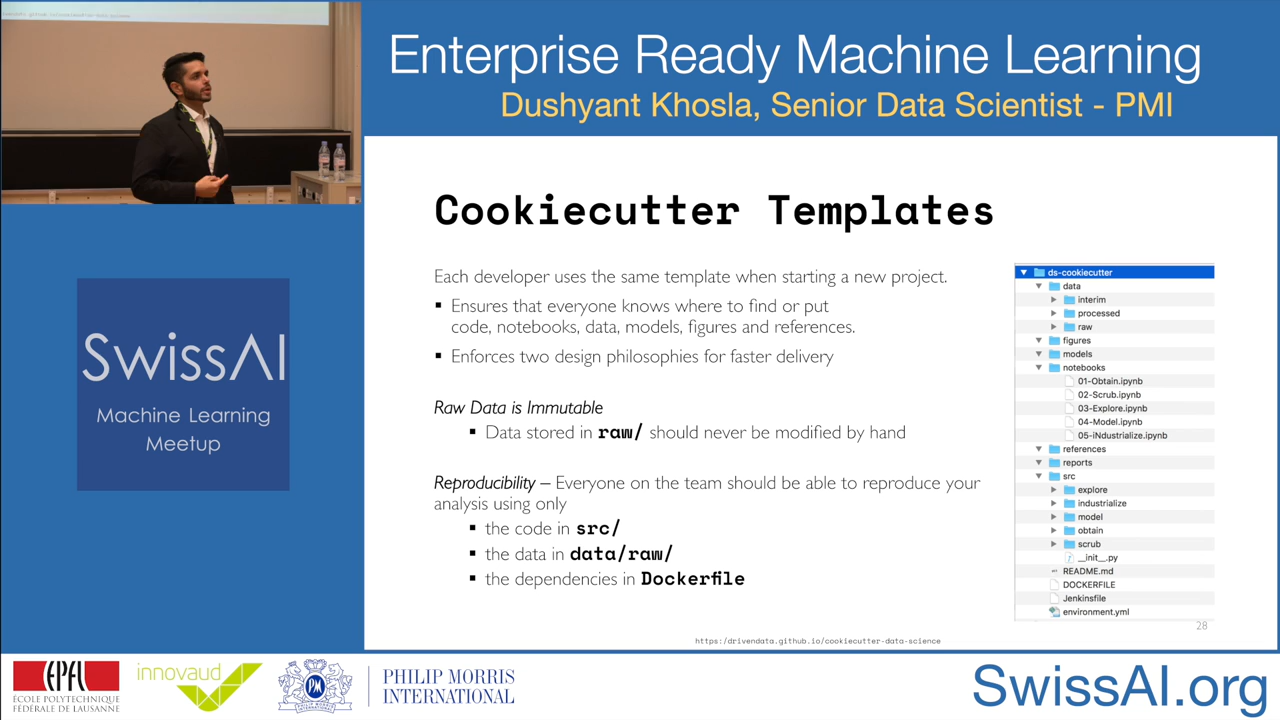 Enterprise Ready Machine Learning
Dushyant Khosla, Senior Data Scientist - PMI
SwissAI
Machine Learning
Meetup
Cookiecutter Templates
Each developer uses the same template when starting a new project.
▪ Ensures that everyone knows where to find or put
code, notebooks, data, models, figures and references.
▪ Enforces two design philosophies for faster delivery
Raw Data is Immutable
▪ Data stored in raw/ should never be modified by hand
Reproducibility – Everyone on the team should be able to reproduce your
analysis using only
▪ the code in src/
▪ the data in data/raw/
▪ the dependencies in Dockerfile
ds-cookiecutter
data
interim
processed
raw
figures
models
notebooks
01-Obtain.ipynb
02-Scrub.ipynb
03-Explore.ipynb
04-Model.ipynb
05-iNdustrialize.ipynb
references
reports
src
explore
industrialize
model
obtain
scrub
__init__.py
README.md
DOCKERFILE
Jenkinsfile
environment.yml
28
https:/drivendata.github.io/cookiecutter-data-science
EPFL
ÉCOLE POLYTECHNIQUE
FÉDÉRALE DE LAUSANNE
innovaud
PM
PHILIP MORRIS
INTERNATIONAL
SwissAI.org